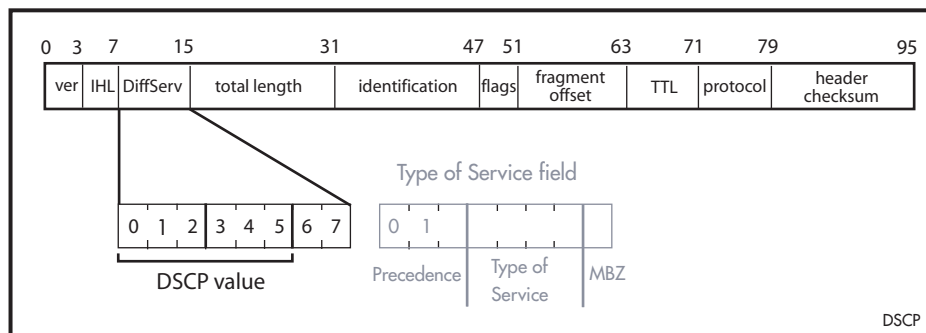 0 3 7 15 31 47 51 63 71 79 95
ver IHL DiffServ total length identification flags fragment offset TTL protocol header checksum
Type of Service field
0 1 2 3 4 5 6 7
0 1
DSCP value
Precedence
Type of
Service
MBZ
DSCP